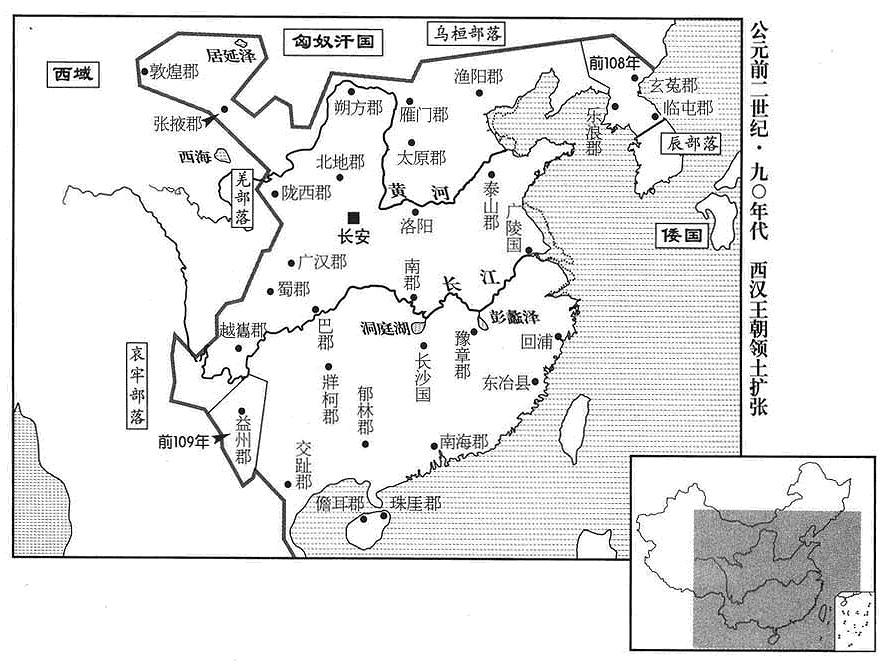 公元前二世纪·九〇年代 西汉王朝领土扩张
西域
匈奴汗国
乌桓部落
居延泽
敦煌郡
张掖郡
西海
羌部落
朔方郡
雁门郡
渔阳郡
前108年
玄菟郡
临屯郡
乐浪郡
辰部落
太原郡
北地郡
陇西郡
黄河
泰山郡
洛阳
长安
广陵国
倭国
广汉郡
蜀郡
南郡
长江
越巂郡
巴郡
洞庭湖
彭蠡泽
豫章郡
回浦
哀牢部落
长沙国
牂柯郡
郁林郡
东冶县
益州郡
前109年
交趾郡
南海郡
儋耳郡
珠厓郡